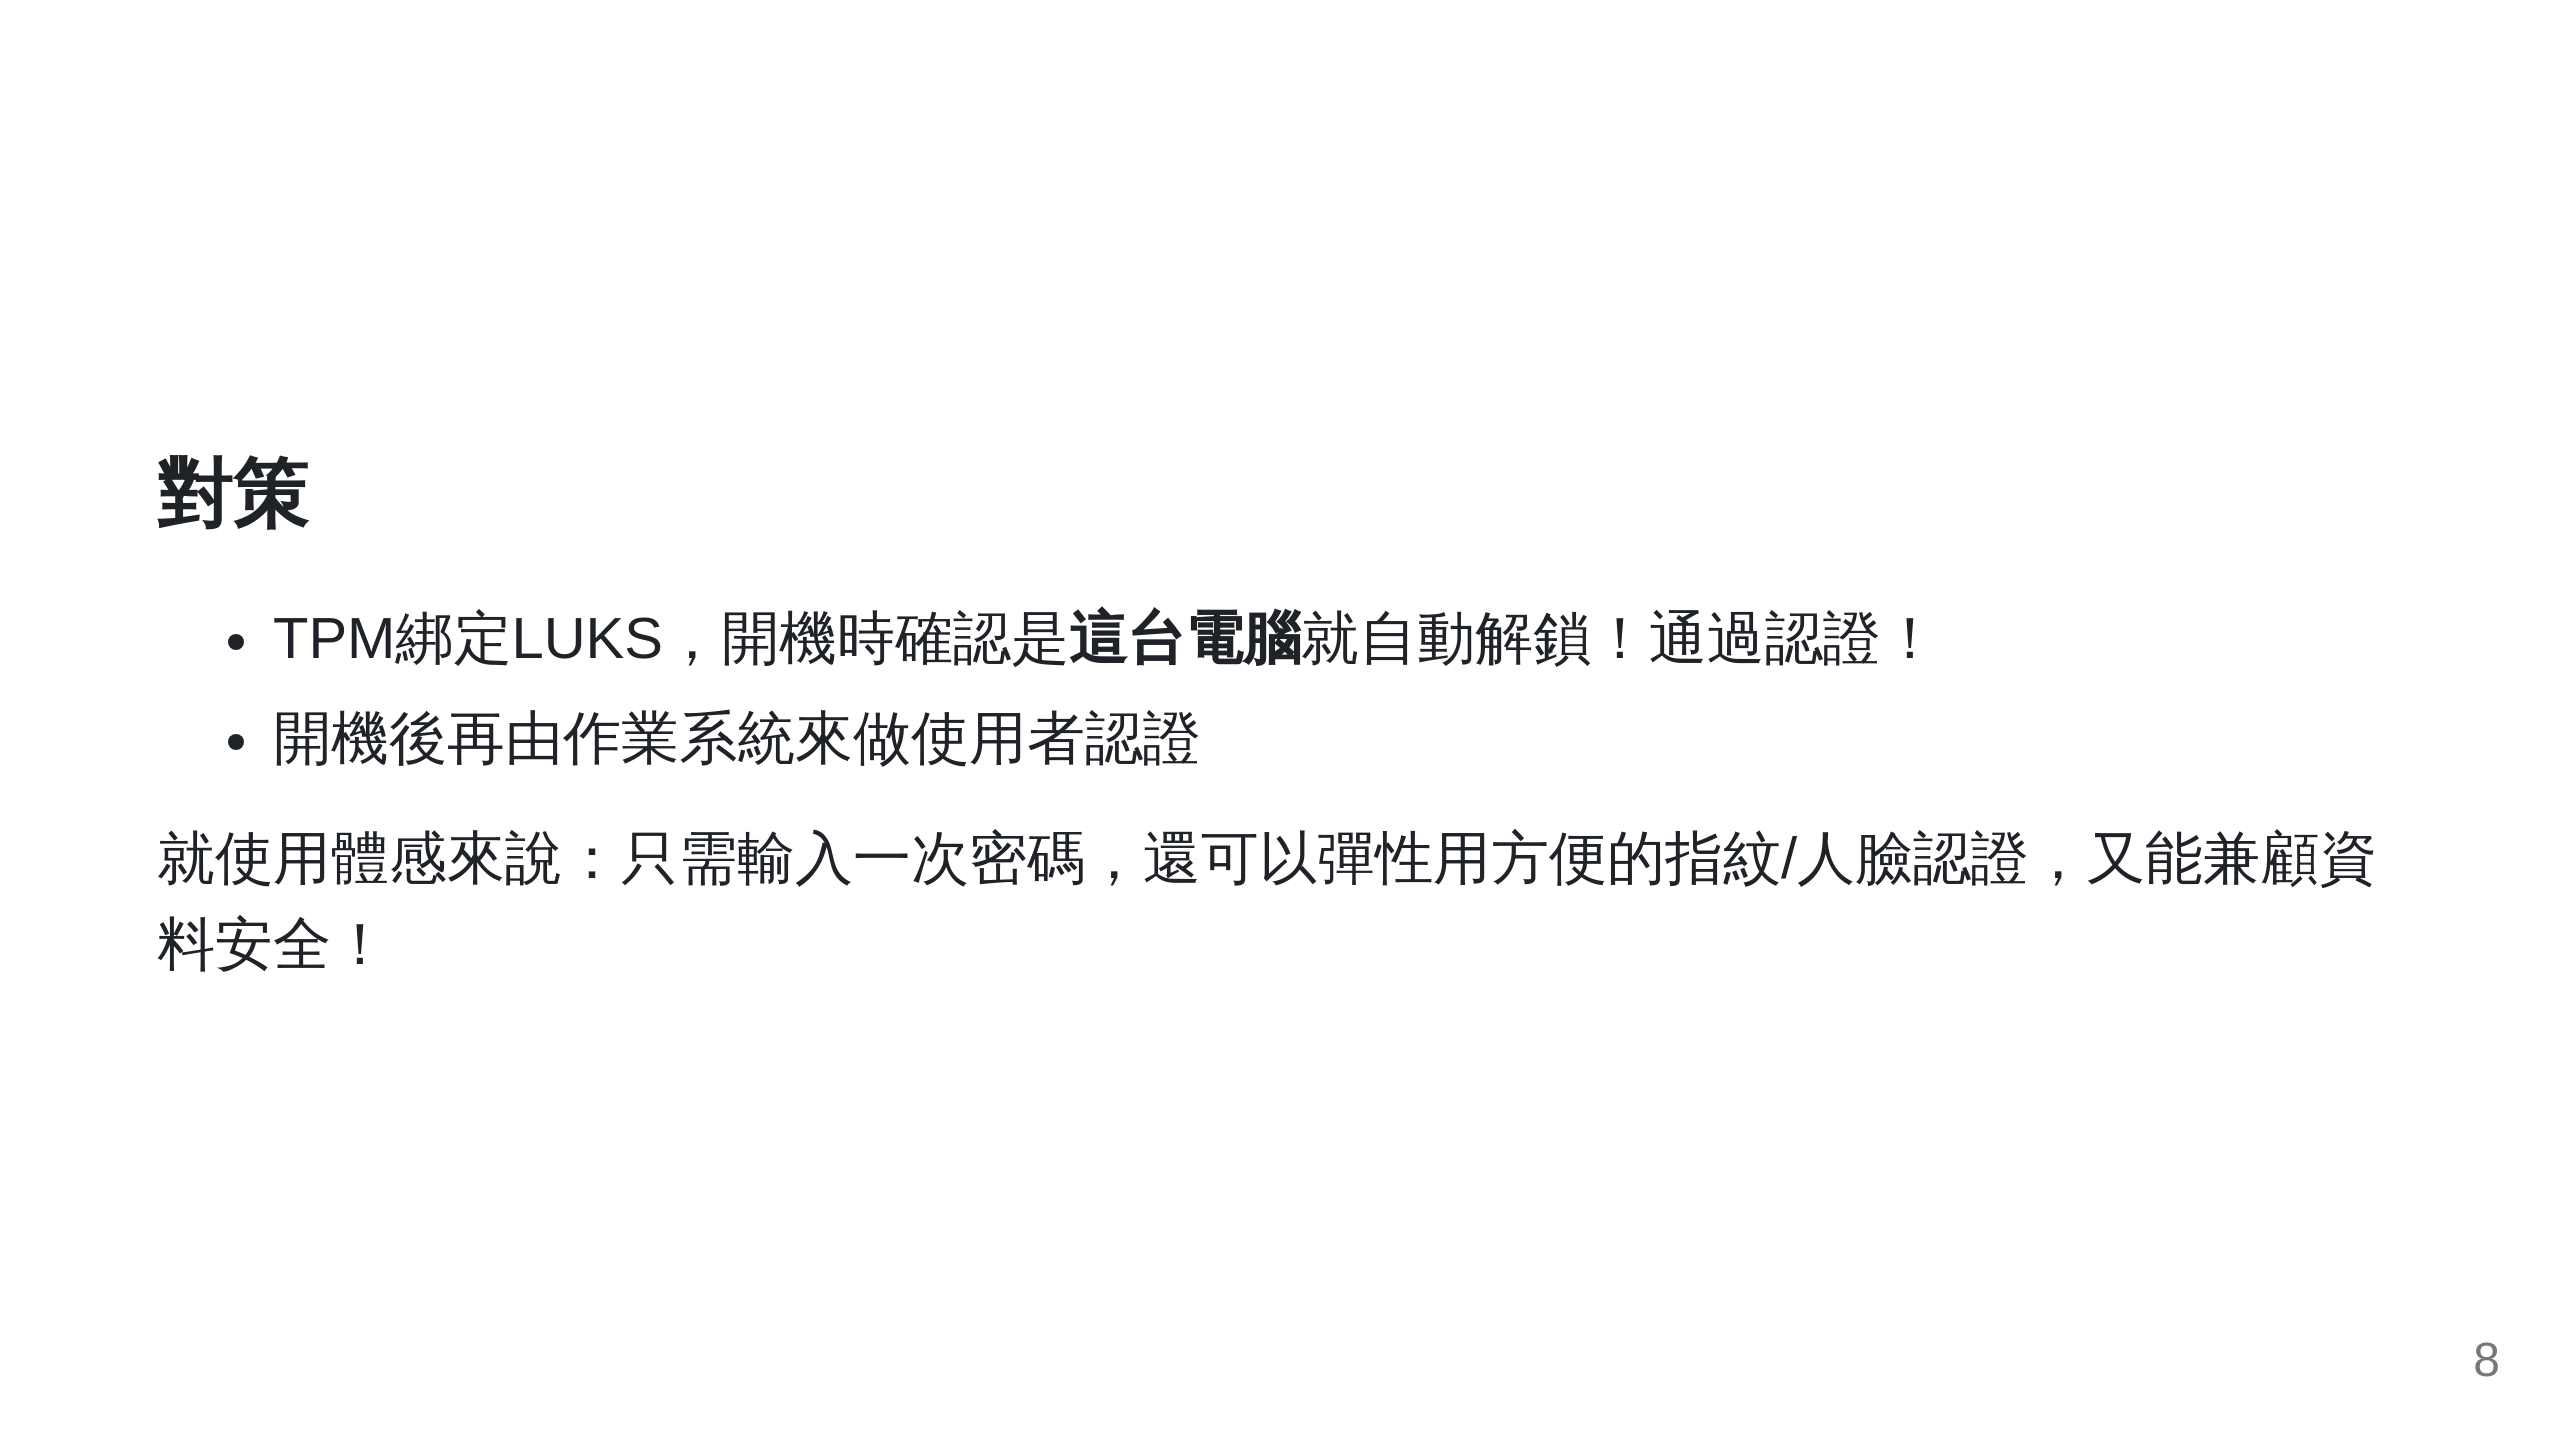 對策
• TPM綁定LUKS，開機時確認是這台電腦就自動解鎖！通過認證！
• 開機後再由作業系統來做使用者認證
就使用體感來說：只需輸入一次密碼，還可以彈性用方便的指紋/人臉認證，又能兼顧資
料安全！
8